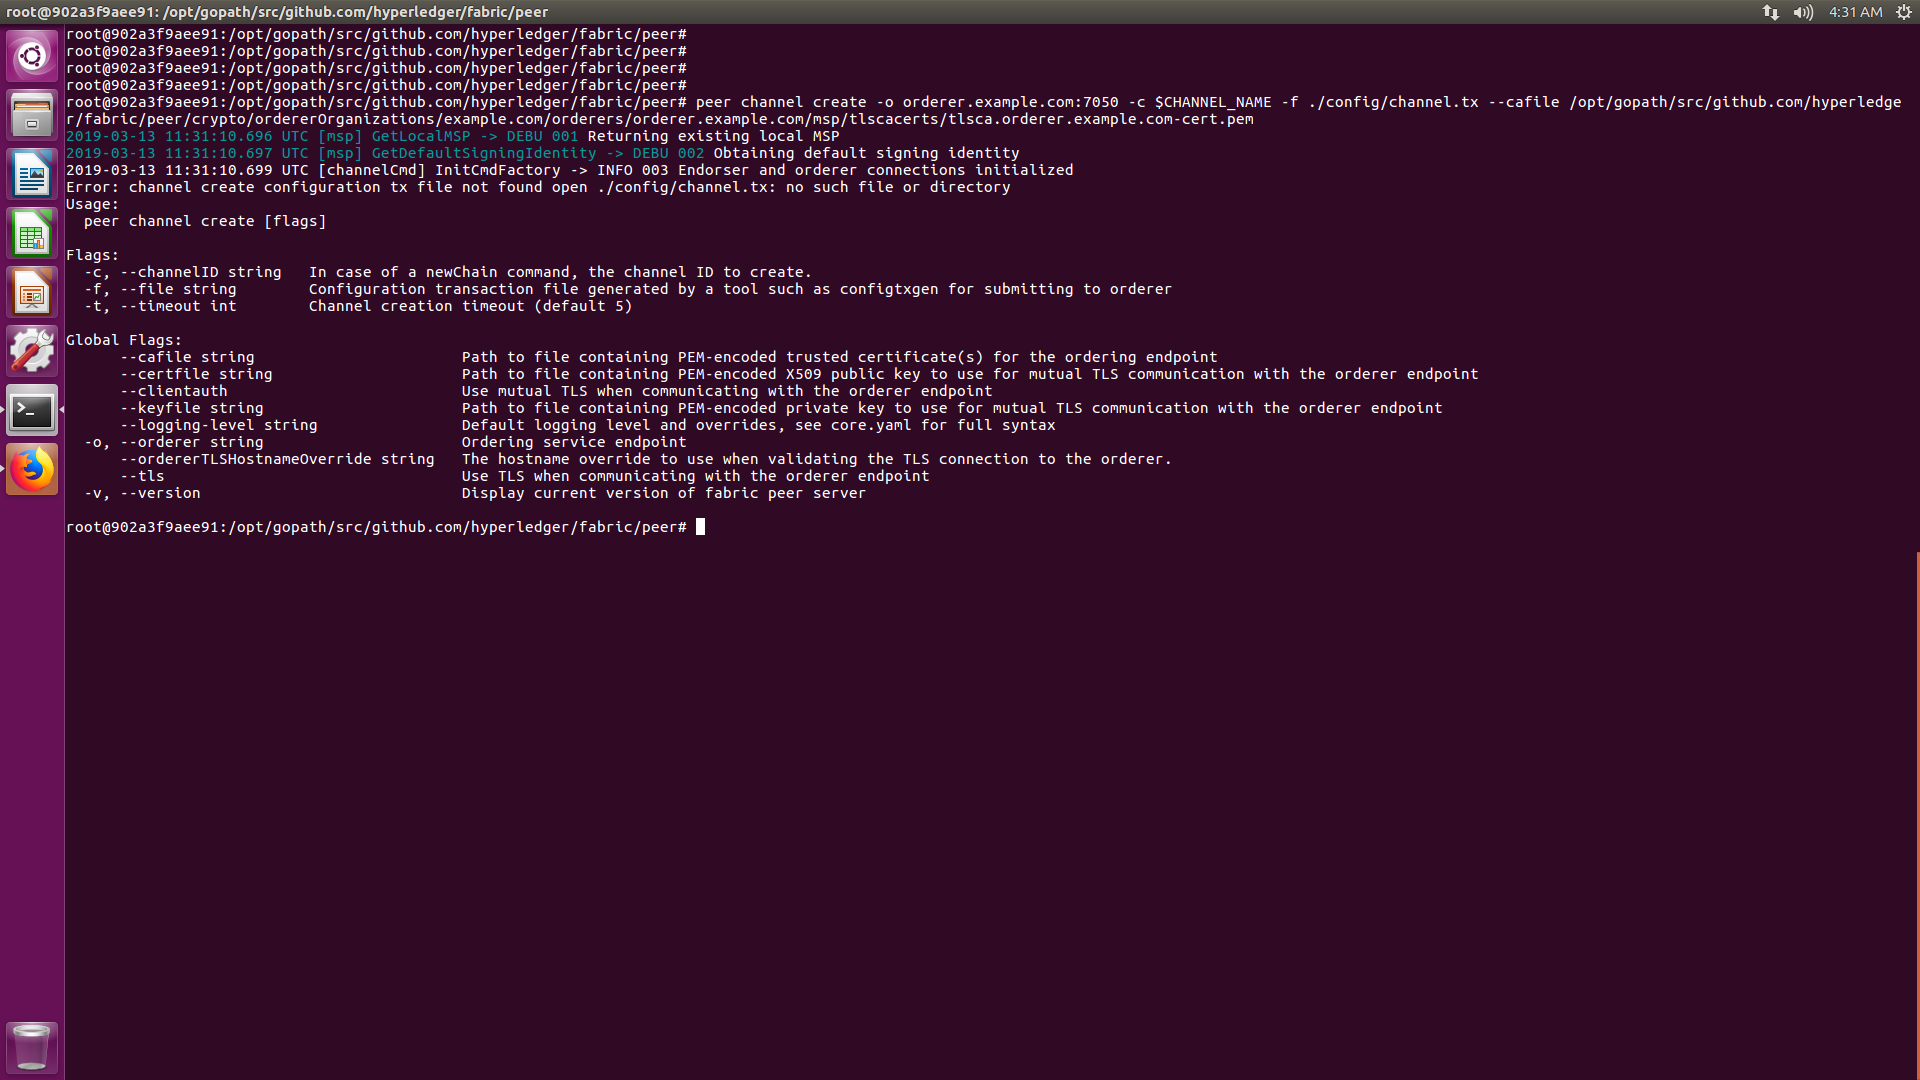 root@902a3f9aee91: /opt/gopath/src/github.com/hyperledger/fabric/peer
4:31 AM
root@902a3f9aee91:/opt/gopath/src/github.com/hyperledger/fabric/peer#
root@902a3f9aee91:/opt/gopath/src/github.com/hyperledger/fabric/peer#
root@902a3f9aee91:/opt/gopath/src/github.com/hyperledger/fabric/peer#
root@902a3f9aee91:/opt/gopath/src/github.com/hyperledger/fabric/peer#
root@902a3f9aee91:/opt/gopath/src/github.com/hyperledger/fabric/peer# peer channel create -o orderer.example.com:7050 -c $CHANNEL_NAME -f ./config/channel.tx --cafile /opt/gopath/src/github.com/hyperledge
r/fabric/peer/crypto/ordererOrganizations/example.com/orderers/orderer.example.com/msp/tlscacerts/tlsca.orderer.example.com-cert.pem
2019-03-13 11:31:10.696 UTC [msp] GetLocalMSP -> DEBU 001 Returning existing local MSP
2019-03-13 11:31:10.697 UTC [msp] GetDefaultSigningIdentity -> DEBU 002 Obtaining default signing identity
2019-03-13 11:31:10.699 UTC [channelCmd] InitCmdFactory -> INFO 003 Endorser and orderer connections initialized
Error: channel create configuration tx file not found open ./config/channel.tx: no such file or directory
Usage:
  peer channel create [flags]
Flags:
  -c, --channelID string   In case of a newChain command, the channel ID to create.
  -f, --file string        Configuration transaction file generated by a tool such as configtxgen for submitting to orderer
  -t, --timeout int        Channel creation timeout (default 5)
Global Flags:
      --cafile string                       Path to file containing PEM-encoded trusted certificate(s) for the ordering endpoint
      --certfile string                     Path to file containing PEM-encoded X509 public key to use for mutual TLS communication with the orderer endpoint
      --clientauth                          Use mutual TLS when communicating with the orderer endpoint
      --keyfile string                      Path to file containing PEM-encoded private key to use for mutual TLS communication with the orderer endpoint
      --logging-level string                Default logging level and overrides, see core.yaml for full syntax
  -o, --orderer string                      Ordering service endpoint
      --ordererTLSHostnameOverride string   The hostname override to use when validating the TLS connection to the orderer.
      --tls                                 Use TLS when communicating with the orderer endpoint
  -v, --version                             Display current version of fabric peer server
root@902a3f9aee91:/opt/gopath/src/github.com/hyperledger/fabric/peer#